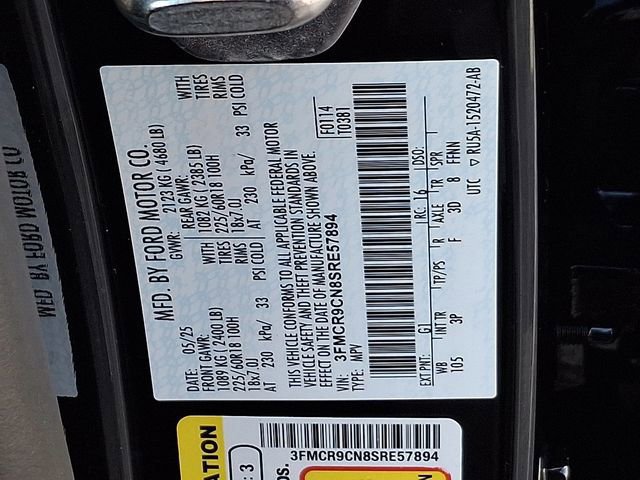 MFD. BY FORD MOTOR CO.
DATE: 05/25 GVWR: 2123 KG ( 4680 LB)
FRONT GAWR: REAR GAWR:
1089 KG ( 2400 LB) 1082 KG ( 2385 LB) WITH
225/60R18 100H TIRES 225/60R18 100H TIRES
18x7.0J RIMS 18x7.0J RIMS
AT 230 kPa/ 33 PSI COLD AT 230 kPa/ 33 PSI COLD
THIS VEHICLE CONFORMS TO ALL APPLICABLE FEDERAL MOTOR
VEHICLE SAFETY AND THEFT PREVENTION STANDARDS IN
EFFECT ON THE DATE OF MANUFACTURE SHOWN ABOVE.
VIN: 3FMCR9CN8SRE57894
TYPE: MPV
F0114
T0381
EXT PNT: G1 RC: 16 DSO:
WB INT TR TP/PS R AXLE TR SPR
105 3P F 3D 8 FFNN
UTC ▽ RU5A-1520472-AB
3FMCR9CN8SRE57894
: 3
MFD. BY FORD MOTOR CO